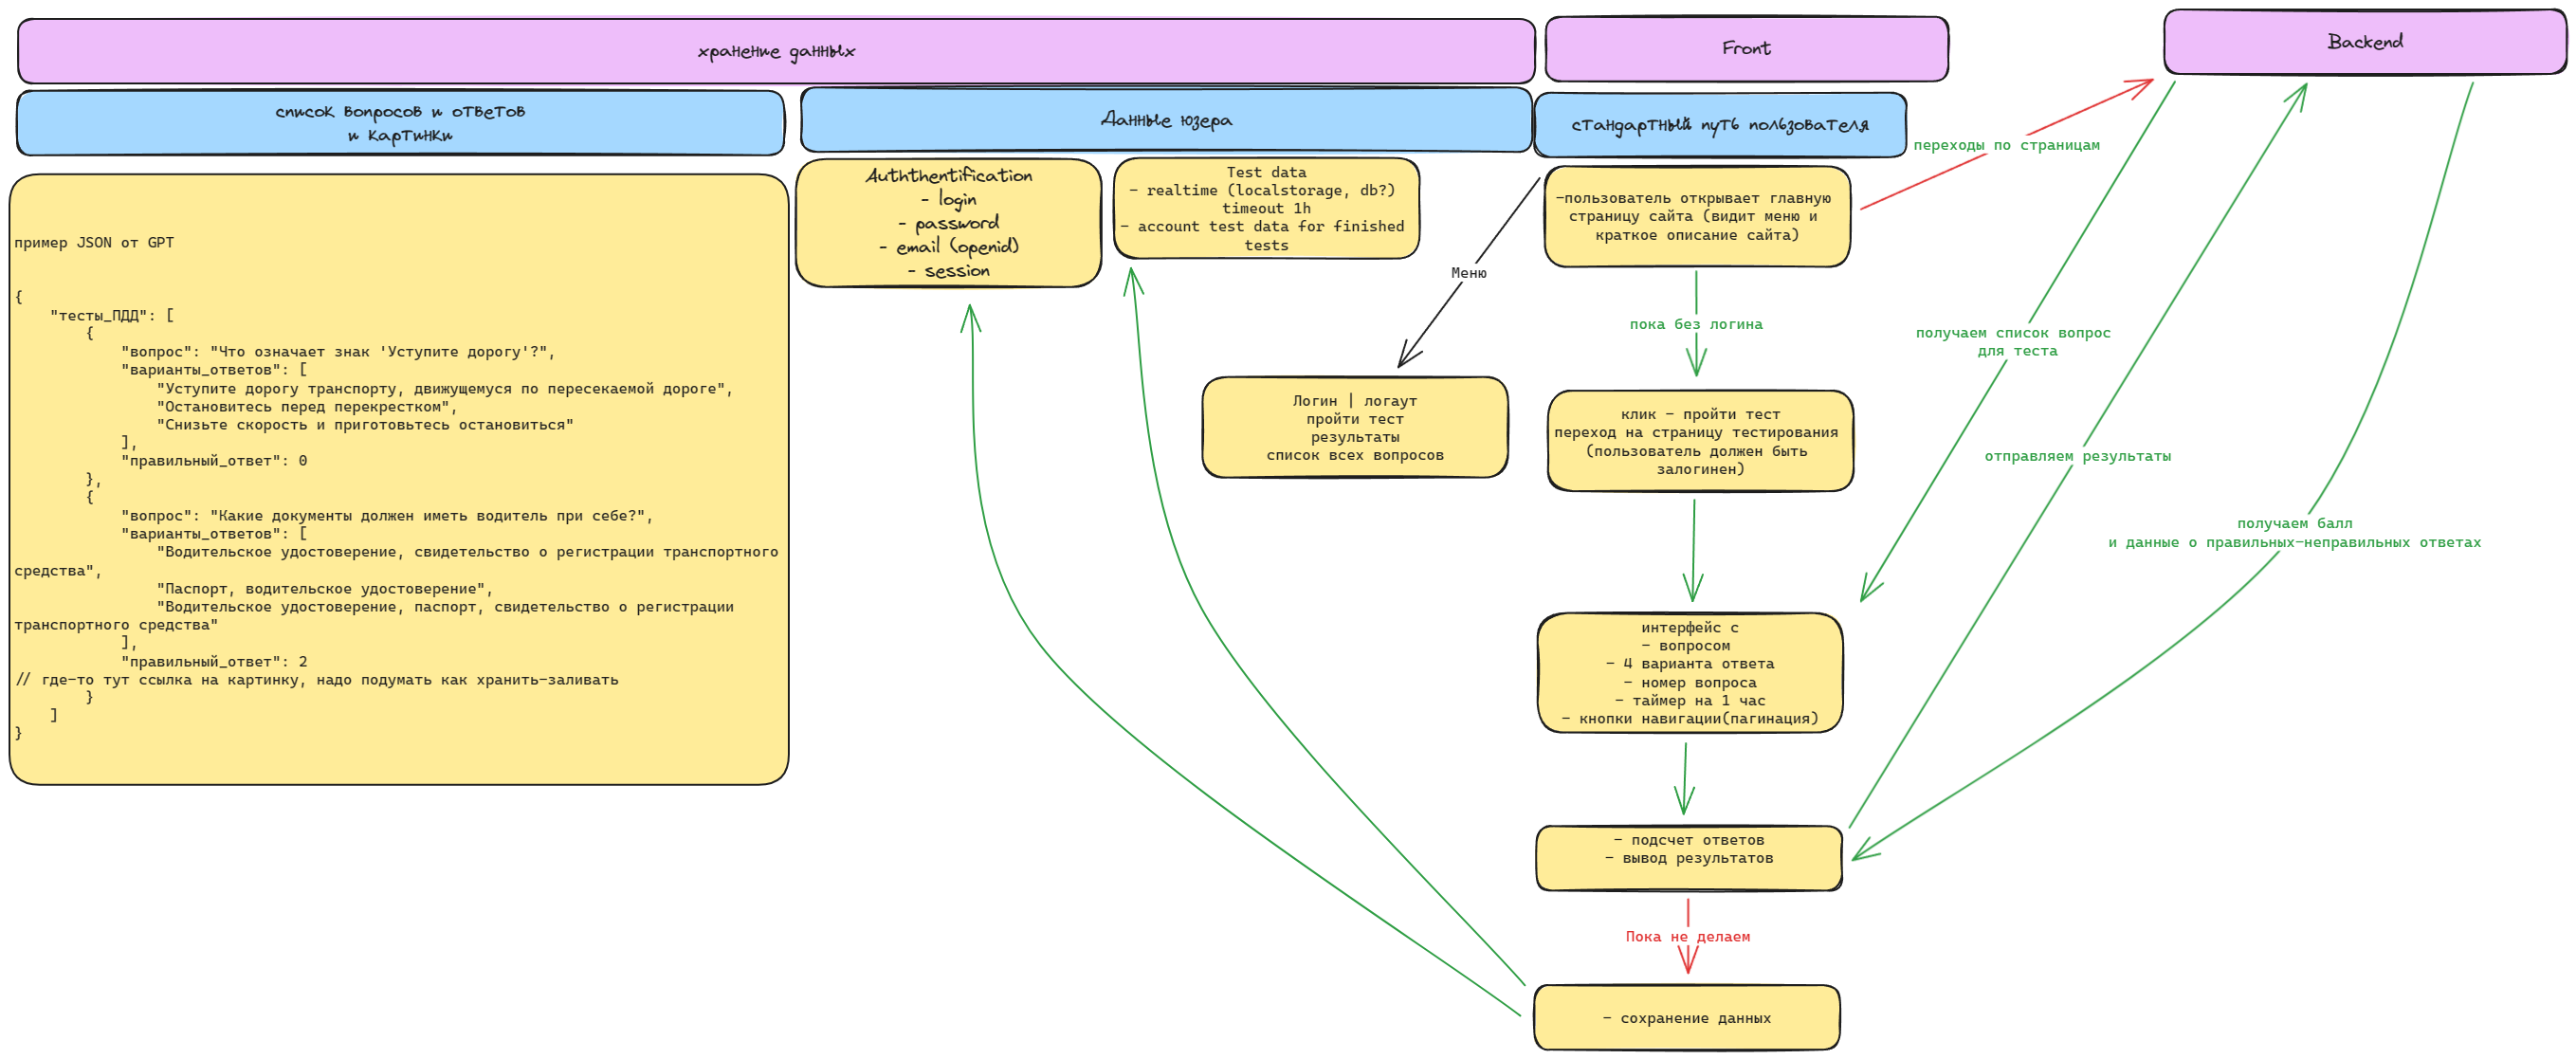 хранение данных
Front
Backend
список вопросов и ответов
и картинки
Данные юзера
стандартный путь пользователя
пример JSON от GPT
{
"тесты_ПДД": [
{
"вопрос": "Что означает знак 'Уступите дорогу'?",
"варианты_ответов": [
"Уступите дорогу транспорту, движущемуся по пересекаемой дороге",
"Остановитесь перед перекрестком",
"Снизьте скорость и приготовьтесь остановиться"
],
"правильный_ответ": 0
},
{
"вопрос": "Какие документы должен иметь водитель при себе?",
"варианты_ответов": [
"Водительское удостоверение, свидетельство о регистрации транспортного
средства",
"Паспорт, водительское удостоверение",
"Водительское удостоверение, паспорт, свидетельство о регистрации
транспортного средства"
],
"правильный_ответ": 2
// где-то тут ссылка на картинку, надо подумать как хранить-заливать
}
]
}
Auththentification
- login
- password
- email (openid)
- session
Test data
- realtime (localstorage, db?)
timeout 1h
- account test data for finished
tests
Меню
Логин | логаут
пройти тест
результаты
список всех вопросов
-пользователь открывает главную
страницу сайта (видит меню и
краткое описание сайта)
пока без логина
клик - пройти тест
переход на страницу тестирования
(пользователь должен быть
залогинен)
интерфейс с
- вопросом
- 4 варианта ответа
- номер вопроса
- таймер на 1 час
- кнопки навигации(пагинация)
- подсчет ответов
- вывод результатов
Пока не делаем
- сохранение данных
переходы по страницам
получаем список вопрос
для теста
отправляем результаты
получаем балл
и данные о правильных-неправильных ответах